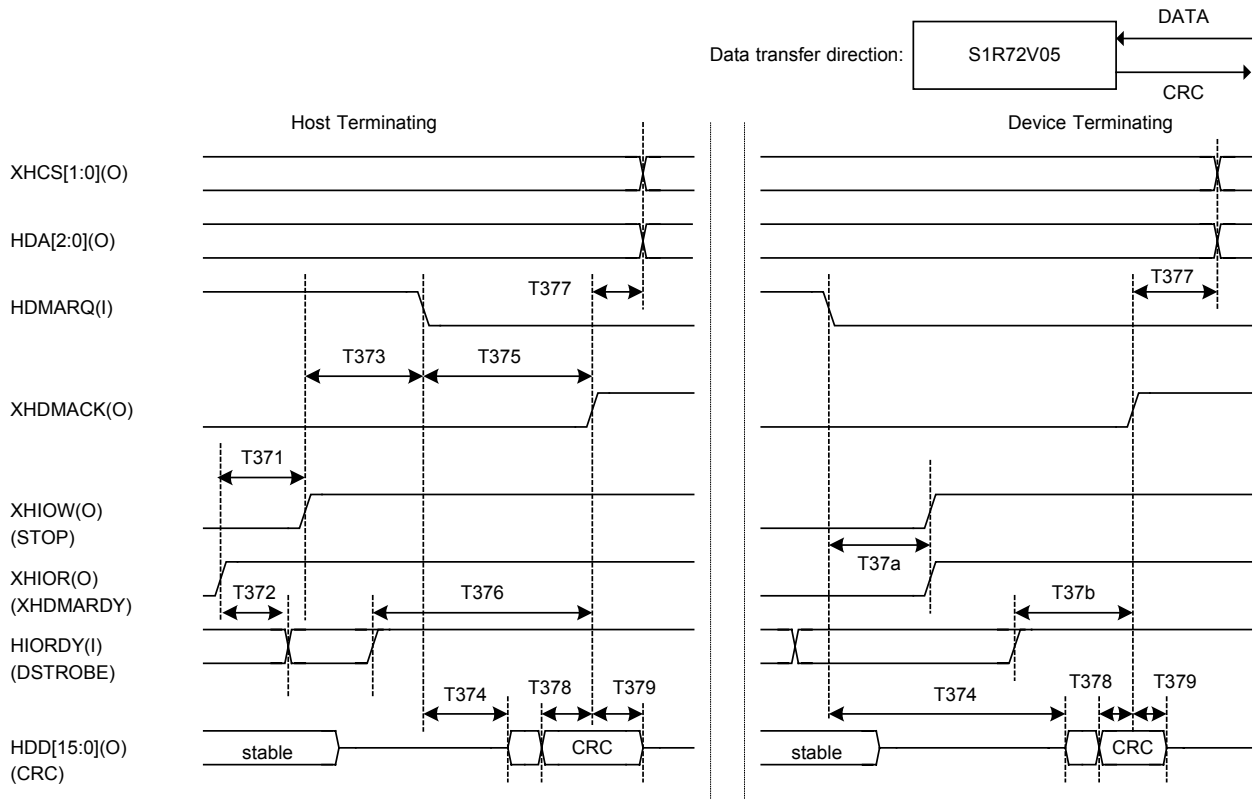 DATA
Data transfer direction:
S1R72V05
CRC
Host Terminating
Device Terminating
XHCS[1:0](O)
HDA[2:0](O)
T377
T377
HDMARQ(I)
T373
T375
XHDMACK(O)
T371
XHIOW(O)
(STOP)
T37a
XHIOR(O)
(XHDMARDY)
T372
T376
T37b
HIORDY(I)
(DSTROBE)
T374
T378
T379
T374
T378
T379
HDD[15:0](O)
(CRC)
stable
CRC
stable
CRC